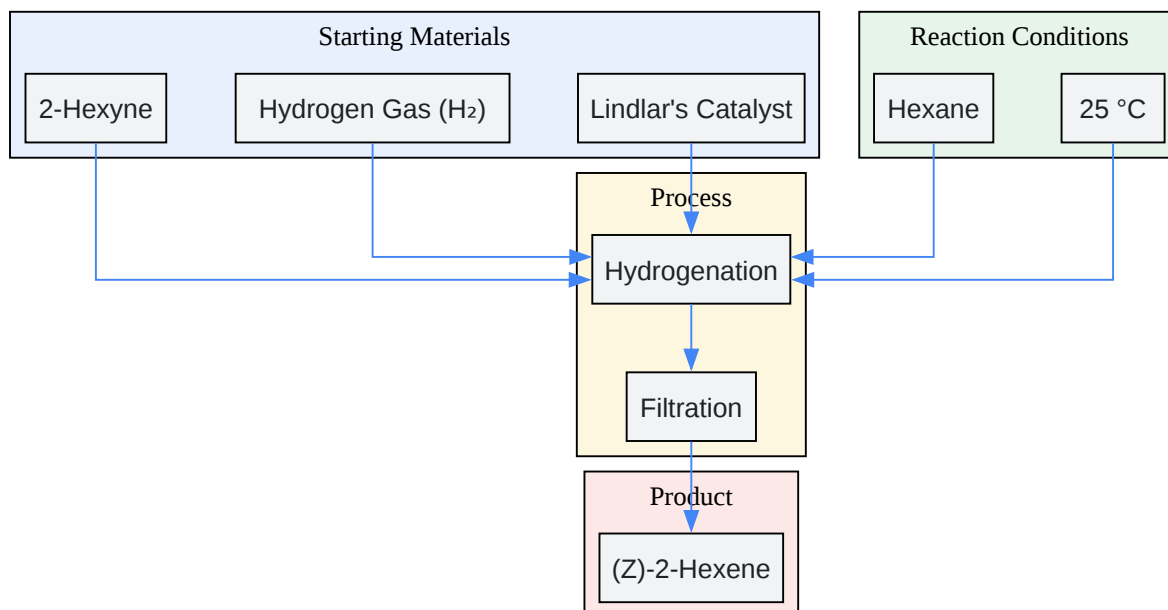 Starting Materials
Reaction Conditions
2-Hexyne
Hydrogen Gas (H₂)
Lindlar's Catalyst
Hexane
25 °C
Process
Hydrogenation
Filtration
Product
(Z)-2-Hexene